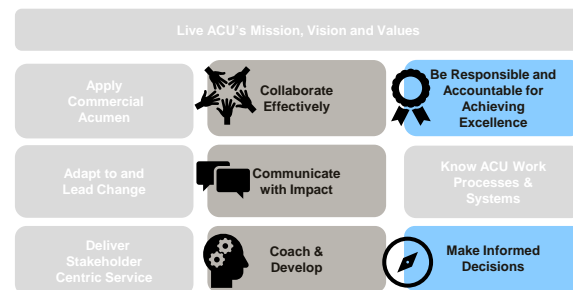 Live ACU's Mission, Vision and Values
Apply
Commercial
Acumen
Collaborate
Effectively
Be Responsible and
Accountable for
Achieving
Excellence
Adapt to and
Lead Change
Communicate
with Impact
Know ACU Work
Processes &
Systems
Deliver
Stakeholder
Centric Service
Coach &
Develop
Make Informed
Decisions